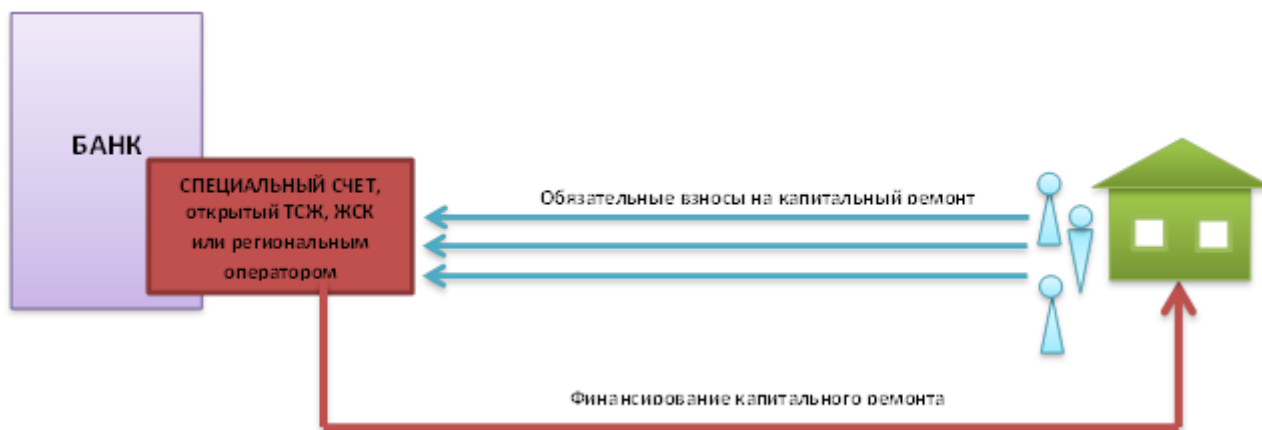 БАНК
СПЕЦИАЛЬНЫЙ СЧЕТ,
открытый ТСЖ, ЖСК
или региональным
оператором
Обязательные взносы на капитальный ремонт
Финансирование капитального ремонта